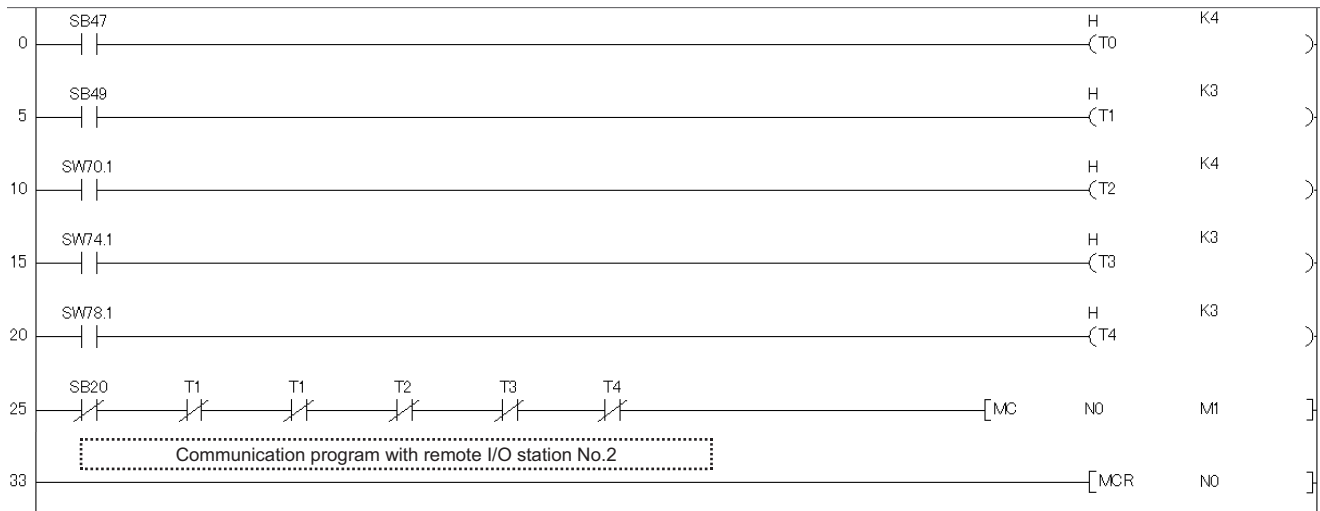 SB47 H K4
0 T0
SB49 H K3
5 T1
SW70.1 H K4
10 T2
SW74.1 H K3
15 T3
SW78.1 H K3
20 T4
SB20 T1 T1 T2 T3 T4
25 MC N0 M1
Communication program with remote I/O station No.2
33 MCR N0